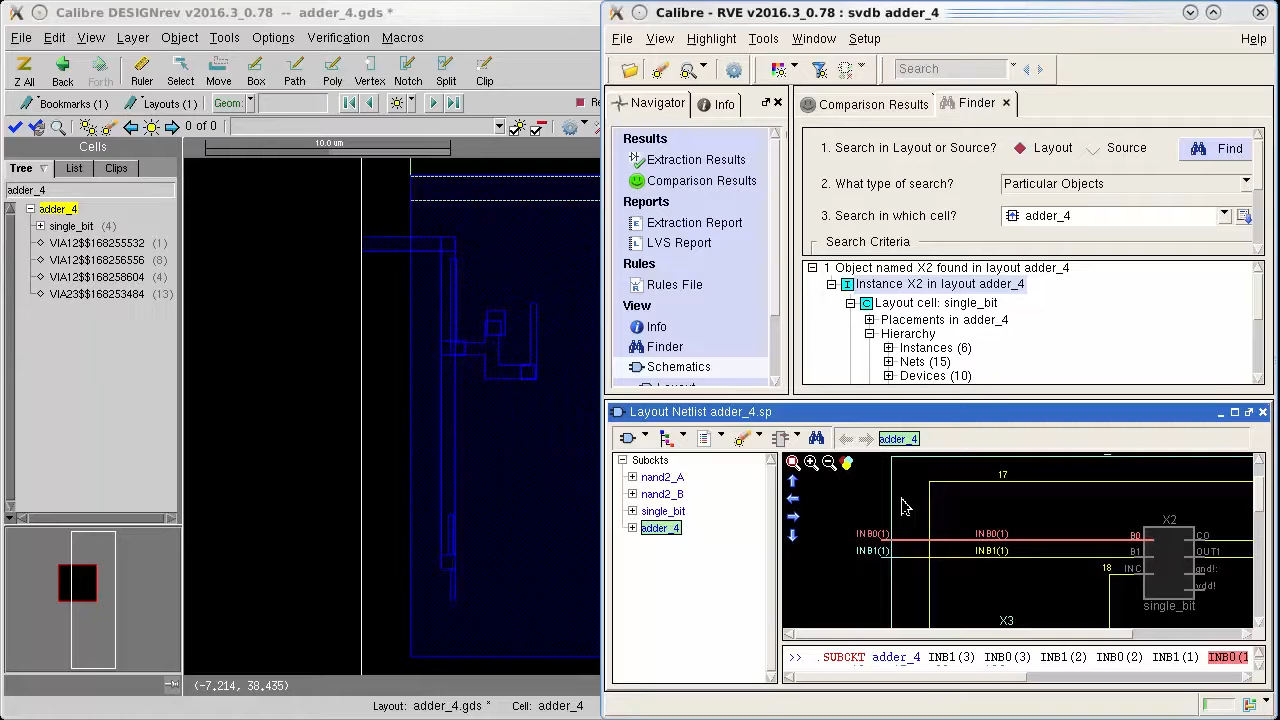 Calibre DESIGNrev v2016.3_0.78 -- adder_4.gds *
File Edit View Layer Object Tools Options Verification Macros
Z All Back Forth Ruler Select Move Box Path Poly Vertex Notch Split Clip
Bookmarks (1) Layouts (1) Geom:
0 of 0
Cells
10.0 um
Tree List Clips
adder_4
adder_4
single_bit (4)
VIA12$$168255532 (1)
VIA12$$168256556 (8)
VIA12$$168258604 (4)
VIA23$$168253484 (13)
(-7.214, 38.435)
Layout: adder_4.gds * Cell: adder_4
Calibre - RVE v2016.3_0.78 : svdb adder_4
File View Highlight Tools Window Setup Help
Search
Navigator Info
Results
Extraction Results
Comparison Results
Reports
Extraction Report
LVS Report
Rules
Rules File
View
Info
Finder
Schematics
Comparison Results Finder
1. Search in Layout or Source? Layout Source Find
2. What type of search? Particular Objects
3. Search in which cell? adder_4
Search Criteria
1 Object named X2 found in layout adder_4
Instance X2 in layout adder_4
Layout cell: single_bit
Placements in adder_4
Hierarchy
Instances (6)
Nets (15)
Devices (10)
Layout Netlist adder_4.sp
adder_4
Subckts
nand2_A
nand2_B
single_bit
adder_4
17
X2
INB0(1) INB0(1) B0 CO
INB1(1) INB1(1) B1 OUT1
18 INC gnd!:
vdd!
single_bit
X3
>> .SUBCKT adder_4 INB1(3) INB0(3) INB1(2) INB0(2) INB1(1) INB0(1